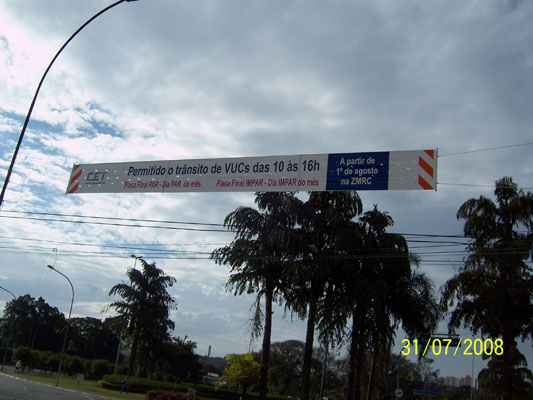 CET
Permitido o trânsito de VUCs das 10 às 16h
Placa Final PAR - Dia PAR do mês Placa Final IMPAR - Dia IMPAR do mês
A partir de
1º de agosto
na ZMRC
31/07/2008